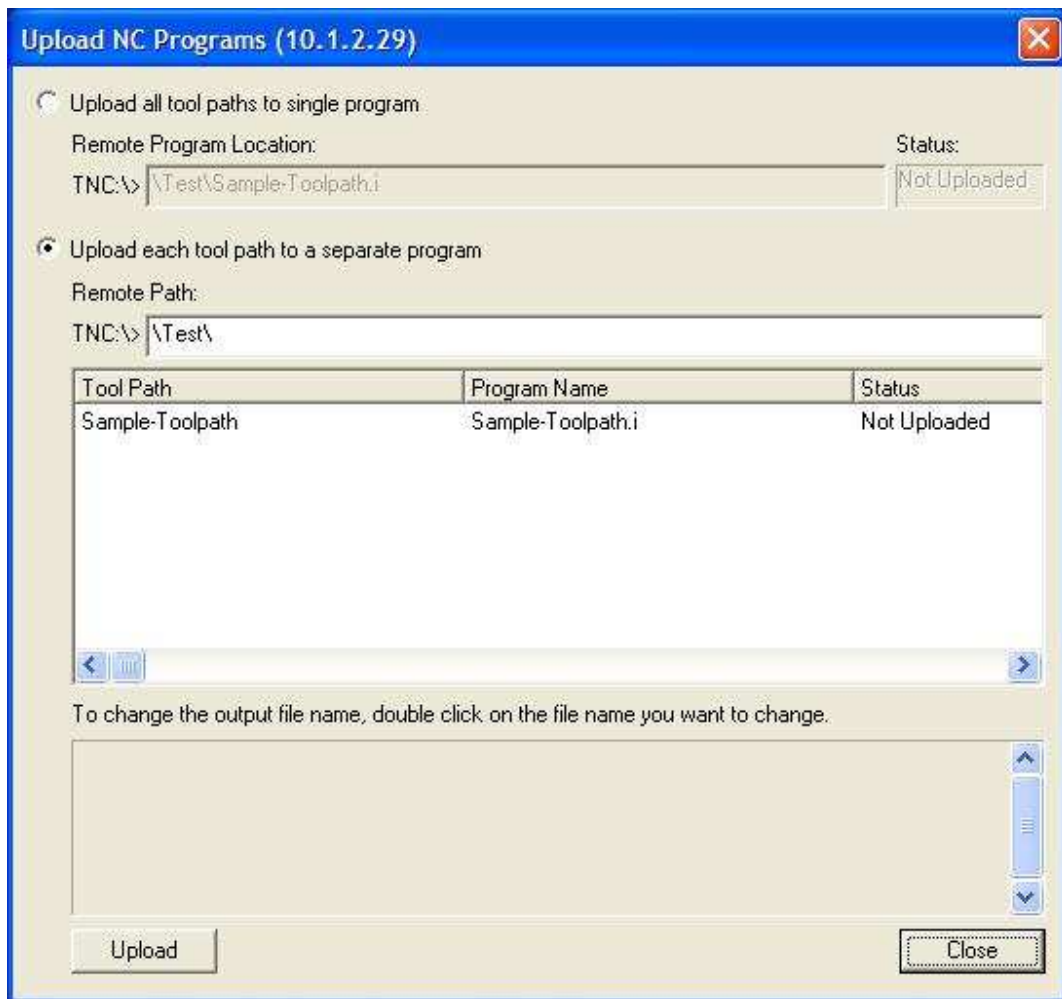 Upload NC Programs (10.1.2.29)
Upload all tool paths to single program
Remote Program Location: Status:
TNC:\> \Test\Sample-Toolpath.i Not Uploaded
Upload each tool path to a separate program
Remote Path:
TNC:\> \Test\
Tool Path Program Name Status
Sample-Toolpath Sample-Toolpath.i Not Uploaded
To change the output file name, double click on the file name you want to change.
Upload Close